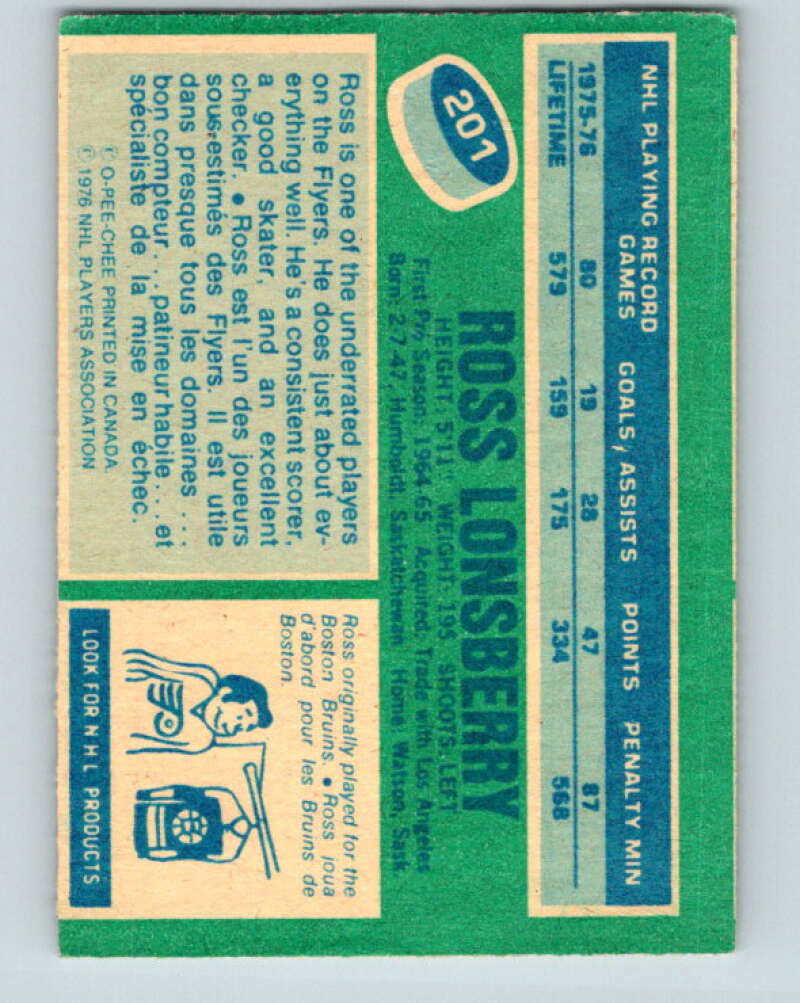 NHL PLAYING RECORD
GAMES GOALS, ASSISTS POINTS PENALTY MIN
1975-76 80 19 28 47 87
LIFETIME 579 159 175 334 568
201
ROSS LONSBERRY
HEIGHT: 5'11" WEIGHT: 195 SHOOTS: LEFT
First Pro Season: 1964-65 Acquired: Trade with Los Angeles
Born: 2-7-47, Humboldt, Saskatchewan Home: Watson, Sask.
Ross is one of the underrated players
on the Flyers. He does just about ev-
erything well. He's a consistent scorer,
a good skater, and an excellent
checker. • Ross est l'un des joueurs
sous-estimés des Flyers. Il est utile
dans presque tous les domaines ...
bon compteur... patineur habile... et
spécialiste de la mise en échec.
© O-PEE-CHEE PRINTED IN CANADA
© 1976 NHL PLAYERS ASSOCIATION
Ross originally played for the
Boston Bruins. • Ross joua
d'abord pour les Bruins de
Boston.
LOOK FOR NHL PRODUCTS